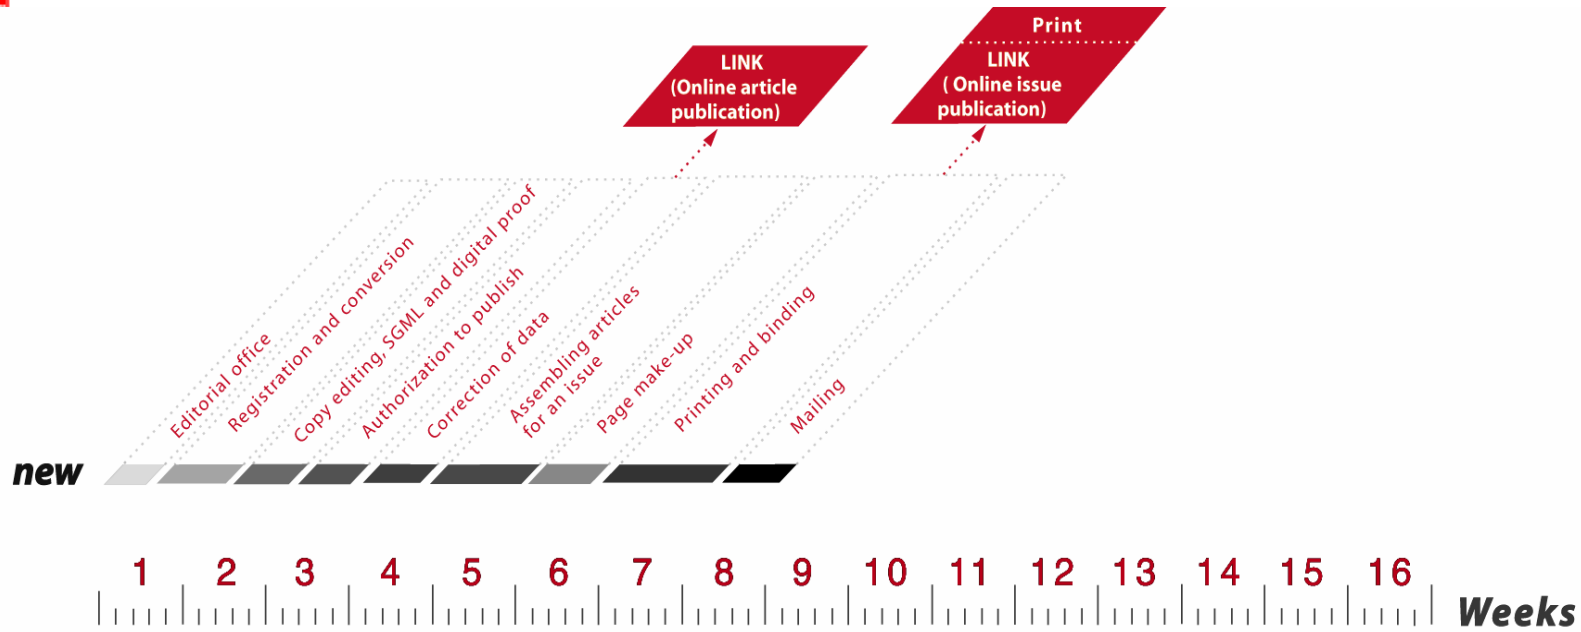 Print
LINK
( Online issue
publication)
LINK
(Online article
publication)
Editorial office
Registration and conversion
Copy editing, SGML and digital proof
Authorization to publish
Correction of data
Assembling articles
for an issue
Page make-up
Printing and binding
Mailing
new
1 2 3 4 5 6 7 8 9 10 11 12 13 14 15 16
Weeks